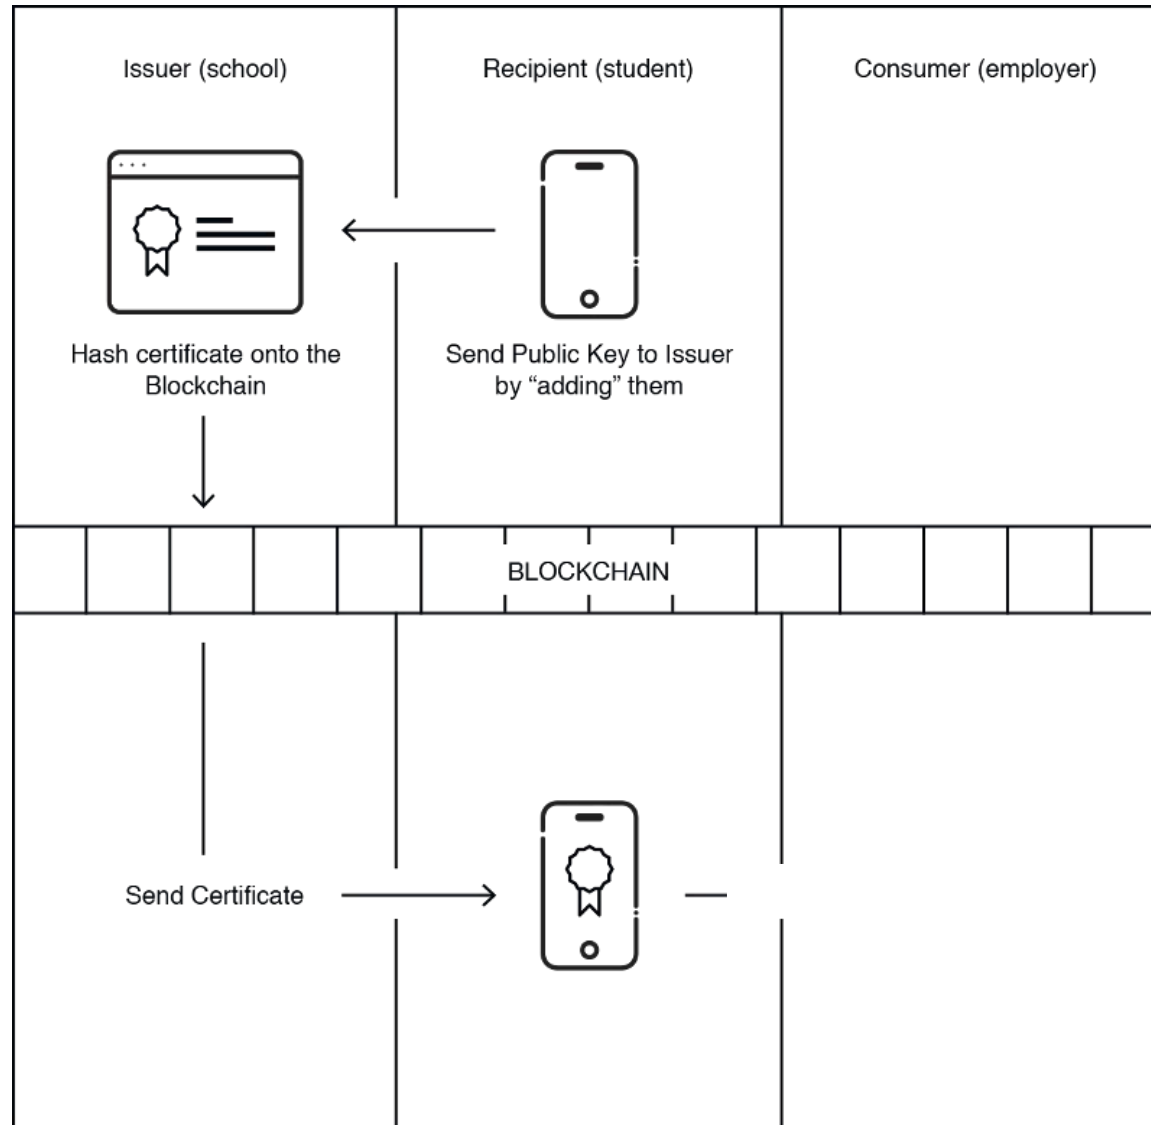 Issuer (school)
Recipient (student)
Consumer (employer)
Hash certificate onto the
Blockchain
Send Public Key to Issuer
by “adding” them
BLOCKCHAIN
Send Certificate